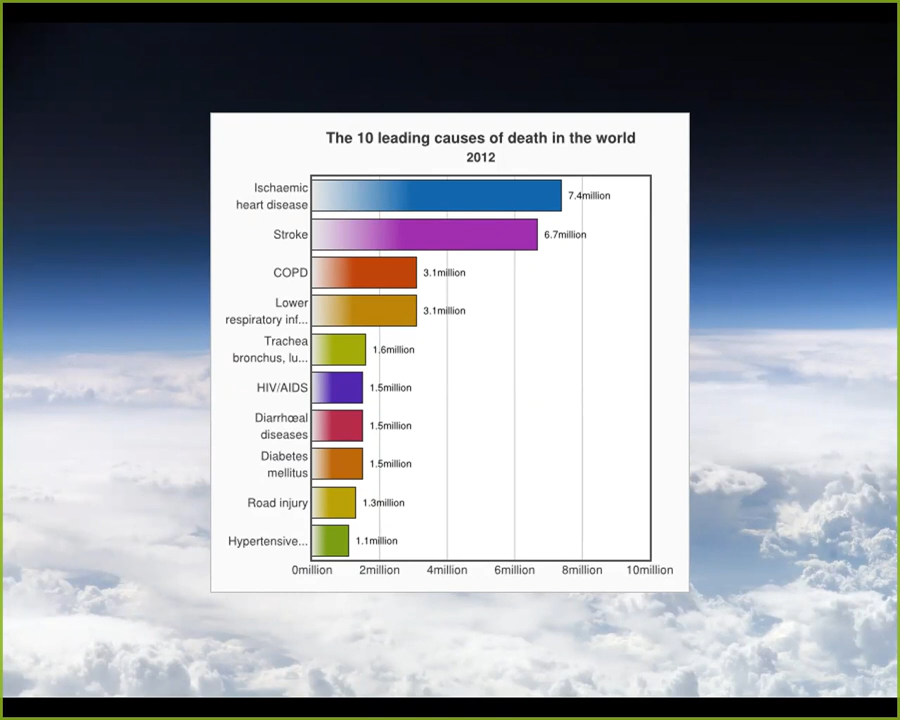 The 10 leading causes of death in the world
2012
Ischaemic
heart disease
7.4million
Stroke
6.7million
COPD
3.1million
Lower
respiratory inf...
3.1million
Trachea
bronchus, lu...
1.6million
HIV/AIDS
1.5million
Diarrhœal
diseases
1.5million
Diabetes
mellitus
1.5million
Road injury
1.3million
Hypertensive...
1.1million
0million 2million 4million 6million 8million 10million